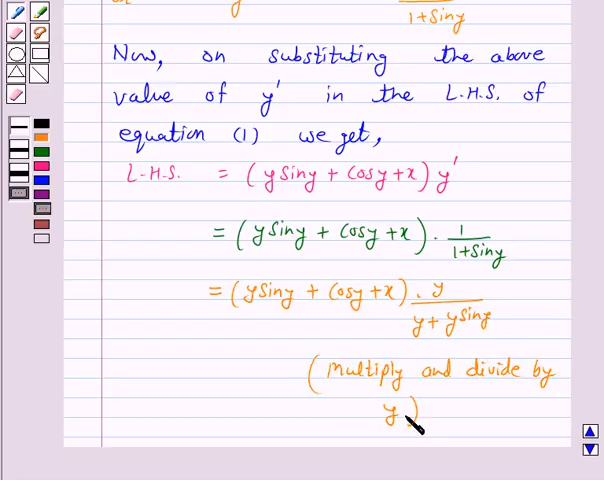 y
1+Siny
Now, on substituting the above
value of y' in the L.H.S. of
equation (1) we get,
L.H.S. = (ySiny + Cosy + x) y'
= (ySiny + Cosy + x) . 1/1+Siny
= (ySiny + Cosy + x) . y/y + ySiny
(multiply and divide by
y)